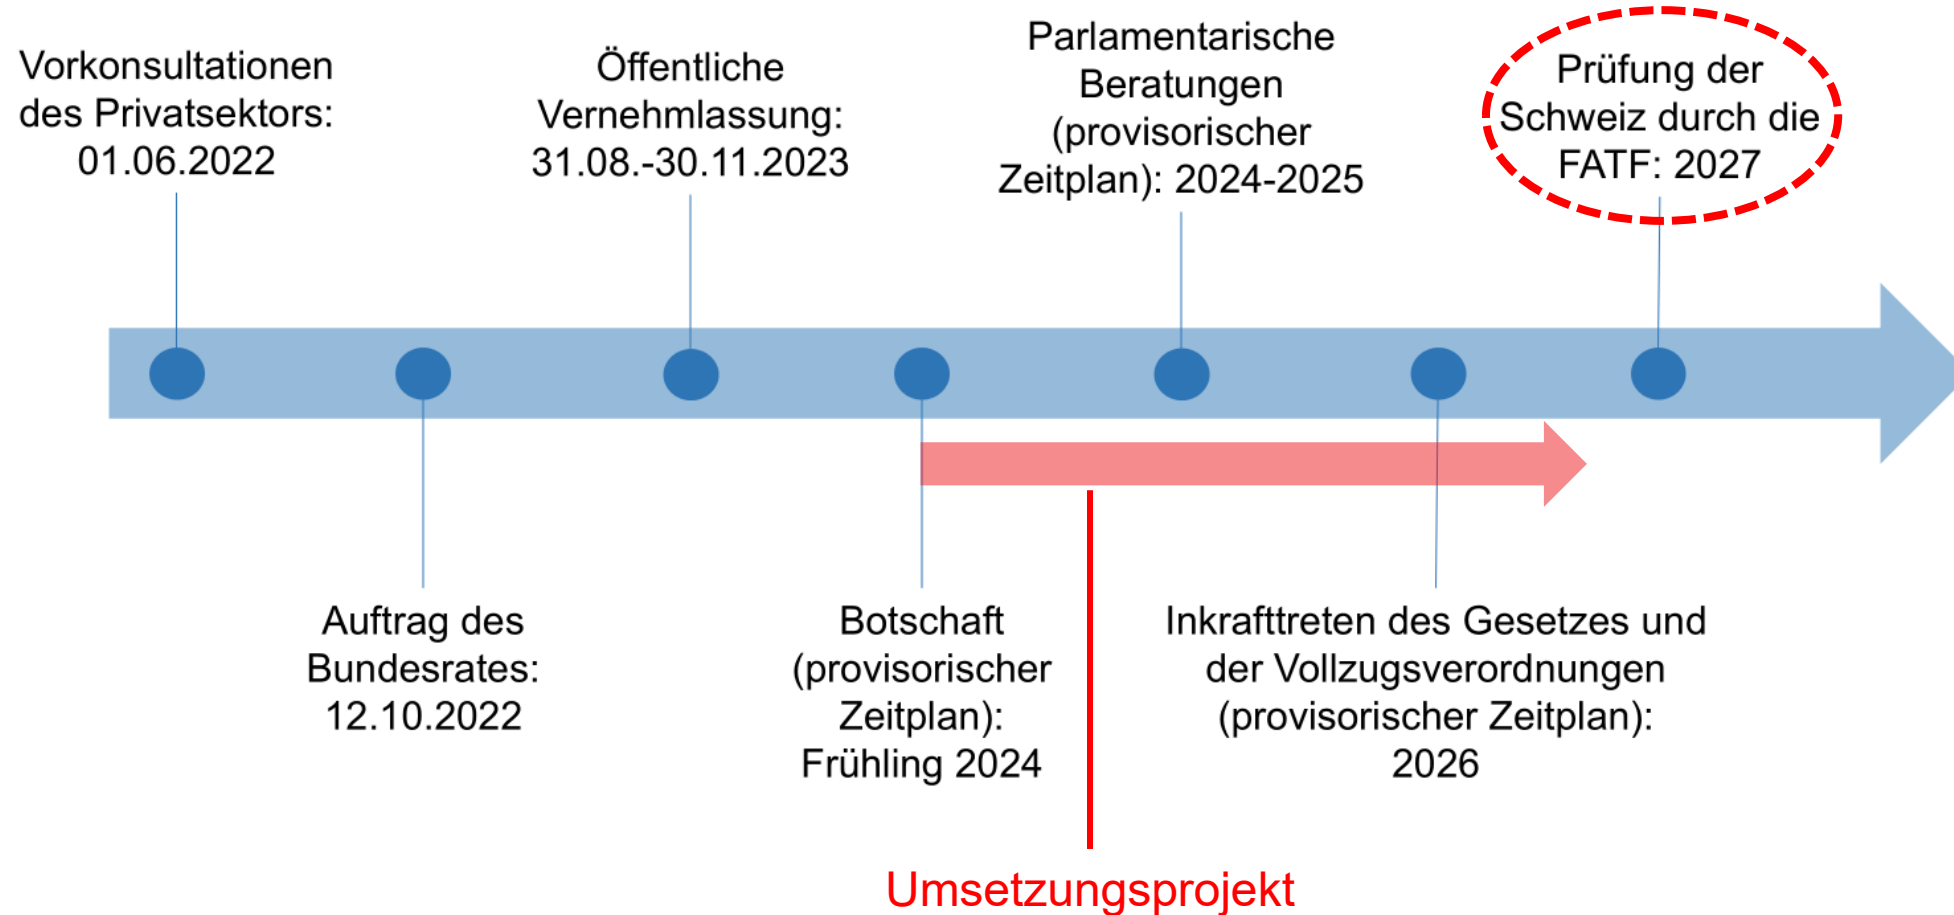 Vorkonsultationen
des Privatsektors:
01.06.2022
Öffentliche
Vernehmlassung:
31.08.-30.11.2023
Parlamentarische
Beratungen
(provisorischer
Zeitplan): 2024-2025
Prüfung der
Schweiz durch die
FATF: 2027
Auftrag des
Bundesrates:
12.10.2022
Botschaft
(provisorischer
Zeitplan):
Frühling 2024
Inkrafttreten des Gesetzes und
der Vollzugsverordnungen
(provisorischer Zeitplan):
2026
Umsetzungsprojekt